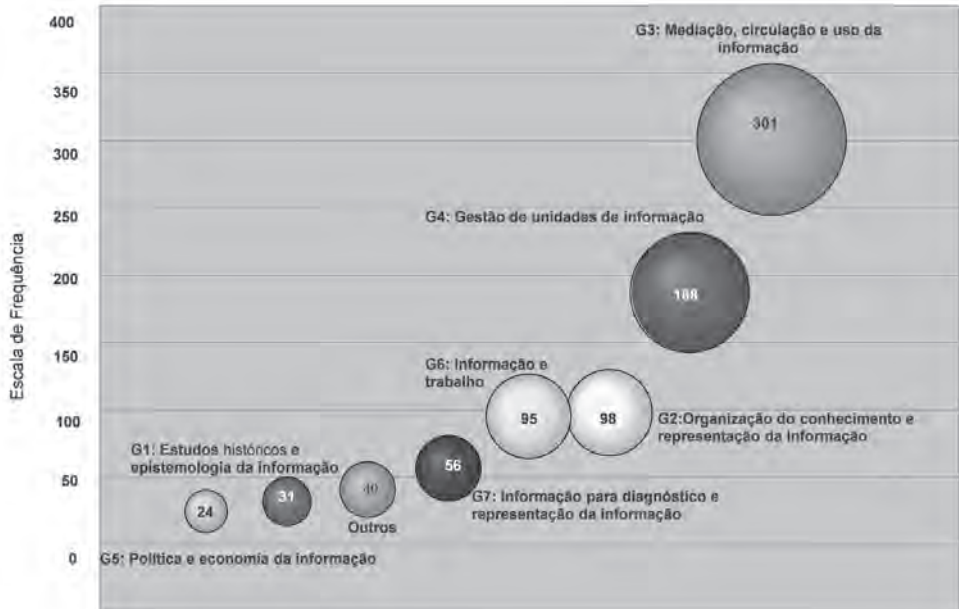 400
G3: Mediação, circulação e uso da
informação
350
301
300
250
G4: Gestão de unidades de informação
200
188
150
G6: Informação e
trabalho
95
98
100
G2:Organização do conhecimento e
representação da informação
G1: Estudos históricos e
epistemologia da informação
56
50
31
40
24
G7: Informação para diagnóstico e
representação da informação
Outros
0
G5: Política e economia da informação
Escala de Frequência